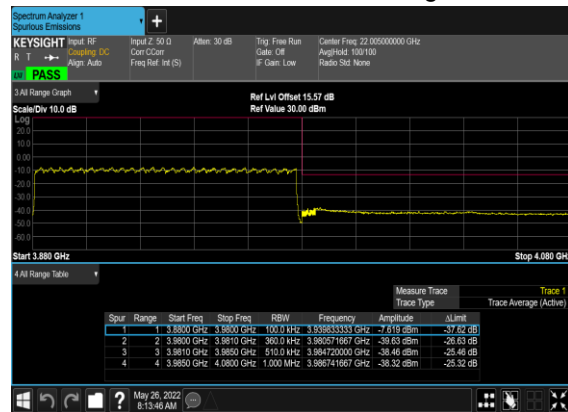 Spectrum Analyzer 1
Spurious Emissions
KEYSIGHT Input: RF Input Z: 50 Ω Atten: 30 dB Trig: Free Run Center Freq: 22.005000000 GHz
R T Coupling: DC Corr CCorr Gate: Off Avg|Hold: 100/100
Align: Auto Freq Ref: Int (S) IF Gain: Low Radio Std: None
PASS
3 All Range Graph
Ref Lvl Offset 15.57 dB
Scale/Div 10.0 dB Ref Value 30.00 dBm
Log
20.0
10.0
0.00
-10.0
-20.0
-30.0
-40.0
-50.0
-60.0
Start 3.880 GHz Stop 4.080 GH
4 All Range Table
Measure Trace Trace 1
Trace Type Trace Average (Active)
Spur Range Start Freq Stop Freq RBW Frequency Amplitude ΔLimit
1 1 3.8800 GHz 3.9800 GHz 100.0 kHz 3.939833333 GHz -7.619 dBm -37.62 dB
2 2 3.9800 GHz 3.9810 GHz 360.0 kHz 3.980571667 GHz -39.63 dBm -26.63 dB
3 3 3.9810 GHz 3.9850 GHz 510.0 kHz 3.984720000 GHz -38.46 dBm -25.46 dB
4 4 3.9850 GHz 4.0800 GHz 1.000 MHz 3.986741667 GHz -38.32 dBm -25.32 dB
May 26, 2022
8:13:46 AM